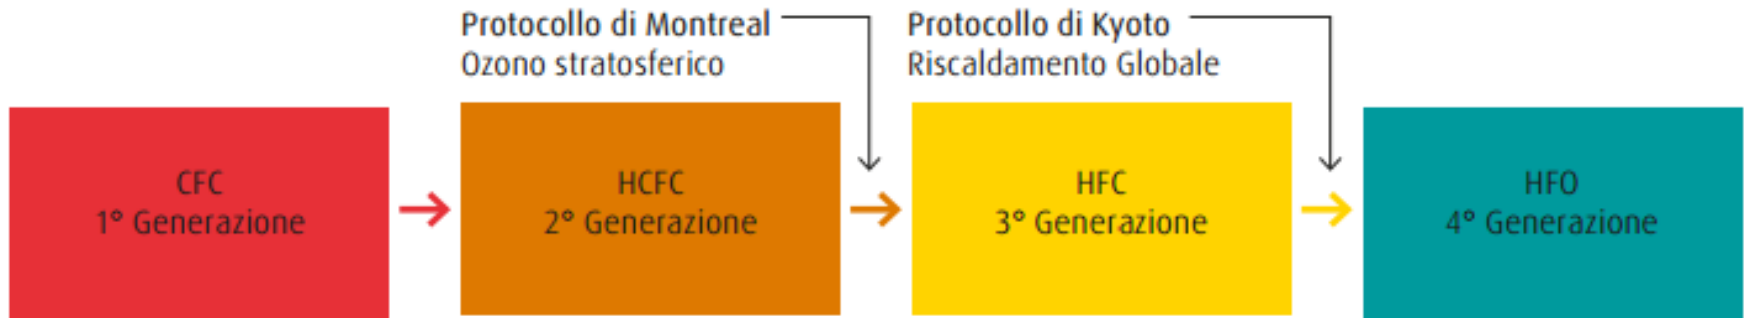 Protocollo di Montreal
Ozono stratosferico
Protocollo di Kyoto
Riscaldamento Globale
CFC
1° Generazione
HCFC
2° Generazione
HFC
3° Generazione
HFO
4° Generazione